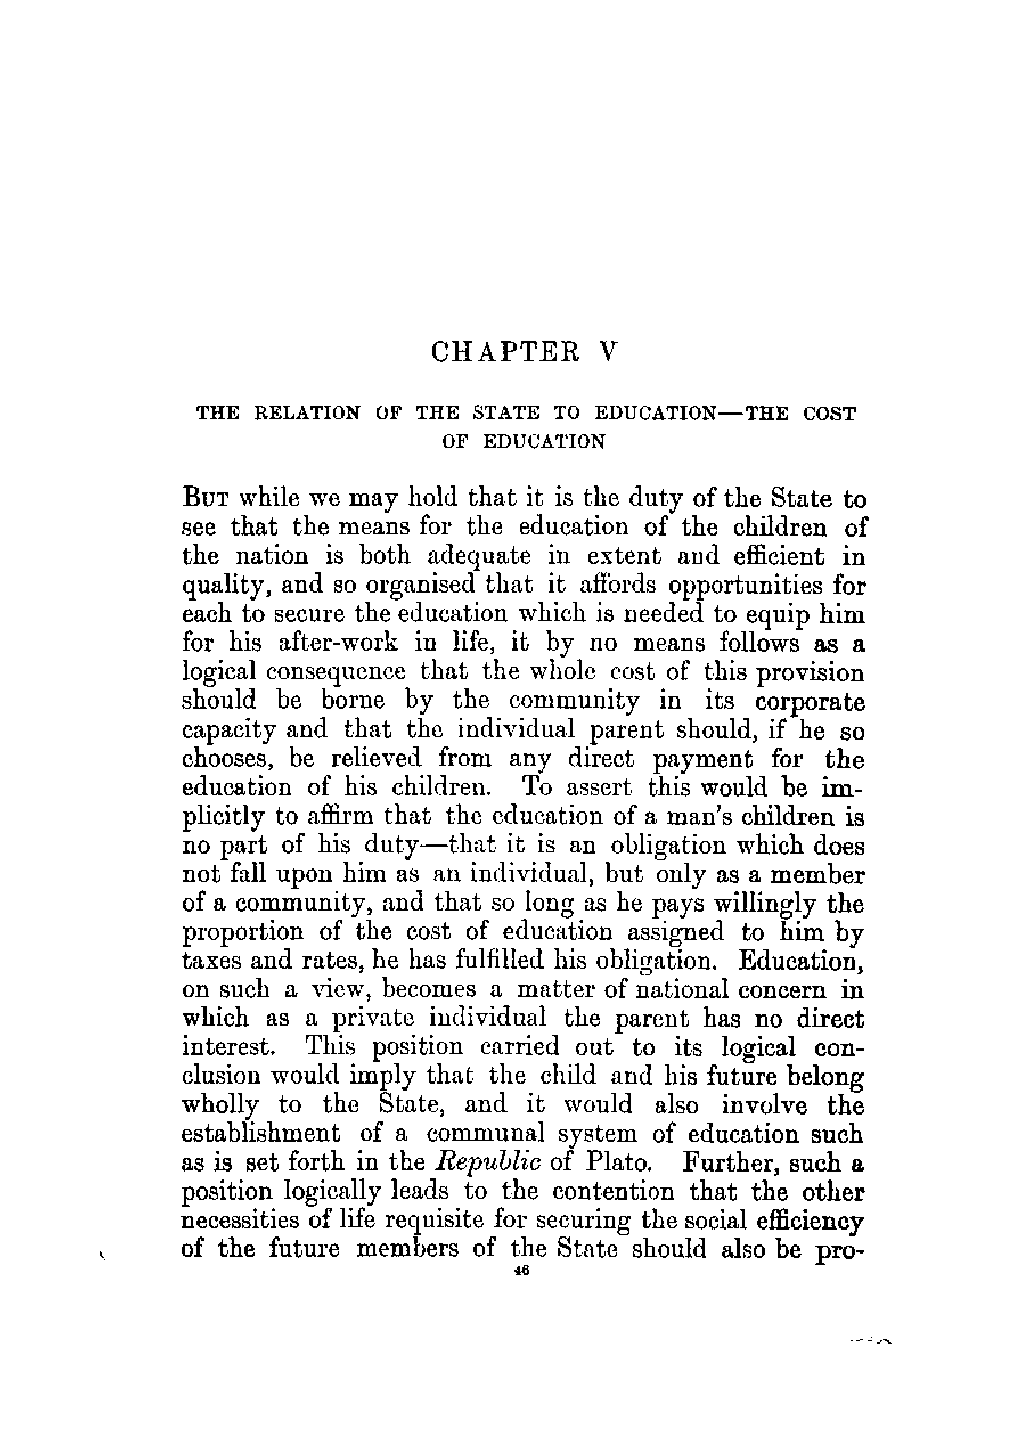 CHAPTER V
THE RELATION OF THE STATE TO EDUCATION—THE COST
OF EDUCATION
BUT while we may hold that it is the duty of the State to
see that the means for the education of the children of
the nation is both adequate in extent and efficient in
quality, and so organised that it affords opportunities for
each to secure the education which is needed to equip him
for his after-work in life, it by no means follows as a
logical consequence that the whole cost of this provision
should be borne by the community in its corporate
capacity and that the individual parent should, if he so
chooses, be relieved from any direct payment for the
education of his children. To assert this would be im-
plicitly to affirm that the education of a man's children is
no part of his duty—that it is an obligation which does
not fall upon him as an individual, but only as a member
of a community, and that so long as he pays willingly the
proportion of the cost of education assigned to him by
taxes and rates, he has fulfilled his obligation. Education,
on such a view, becomes a matter of national concern in
which as a private individual the parent has no direct
interest. This position carried out to its logical con-
clusion would imply that the child and his future belong
wholly to the State, and it would also involve the
establishment of a communal system of education such
as is set forth in the Republic of Plato. Further, such a
position logically leads to the contention that the other
necessities of life requisite for securing the social efficiency
of the future members of the State should also be pro-
46